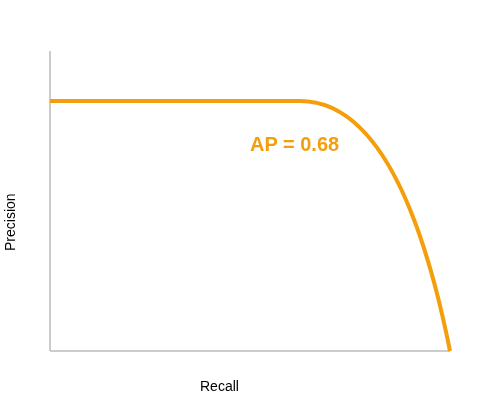 AP = 0.68
Precision
Recall